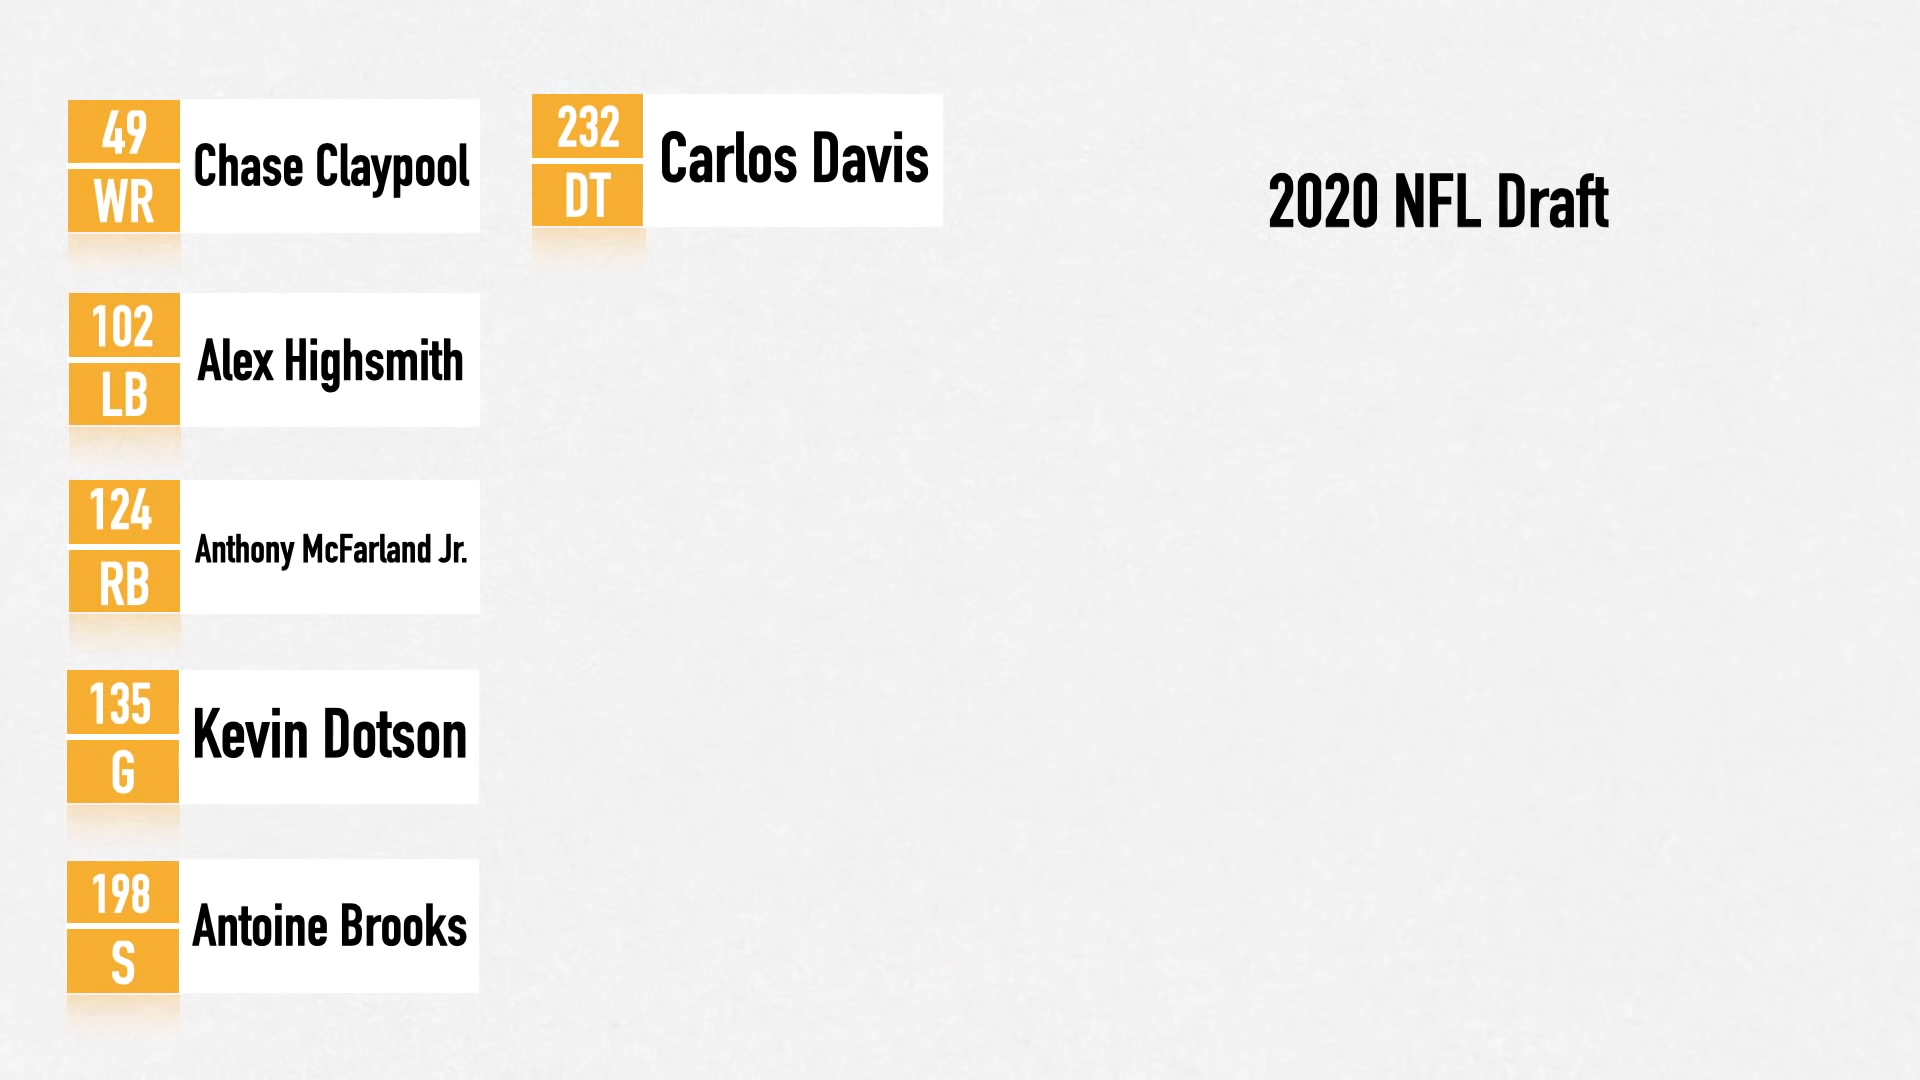 49
WR
Chase Claypool
102
LB
Alex Highsmith
124
RB
Anthony McFarland Jr.
135
G
Kevin Dotson
198
S
Antoine Brooks
232
DT
Carlos Davis
2020 NFL Draft